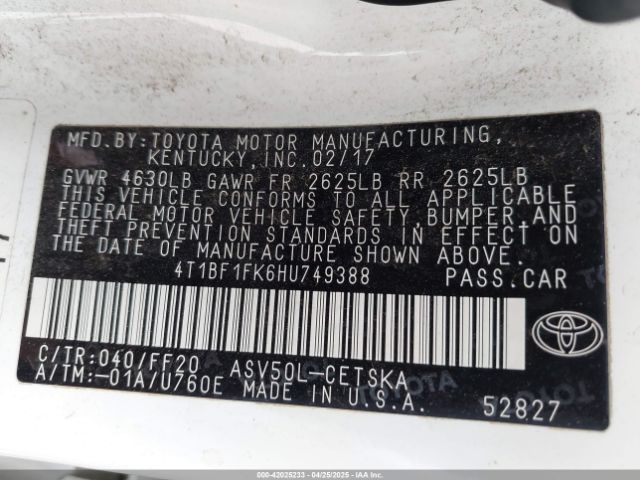 MFD.BY: TOYOTA MOTOR MANUFACTURING,
KENTUCKY, INC. 02/17
GVWR 4630LB GAWR FR 2625LB RR 2625LB
THIS VEHICLE CONFORMS TO ALL APPLICABLE
FEDERAL MOTOR VEHICLE SAFETY, BUMPER, AND
THEFT PREVENTION STANDARDS IN EFFECT ON
THE DATE OF MANUFACTURE SHOWN ABOVE.
4T1BF1FK6HU749388 PASS.CAR
C/TR:040/FF20 ASV50L-CETSKA
A/TM:-01A/U760E MADE IN U.S.A. 52827
TOYOTA
000-42025233 - 04/25/2025 - IAAI.COM